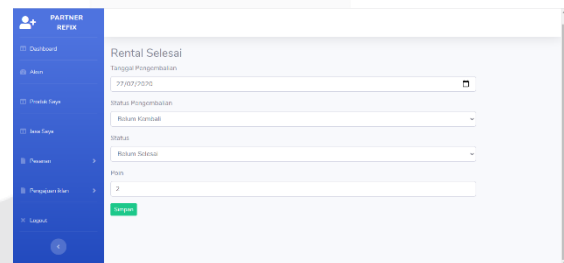 PARTNER
REFIX
Dashboard
Akun
Produk Saya
Jasa Saya
Pesanan
Pengajuan Iklan
Logout
Rental Selesai
Tanggal Pengembalian
27/07/2020
Status Pengembalian
Belum Kembali
Status
Belum Selesai
2
Simpan